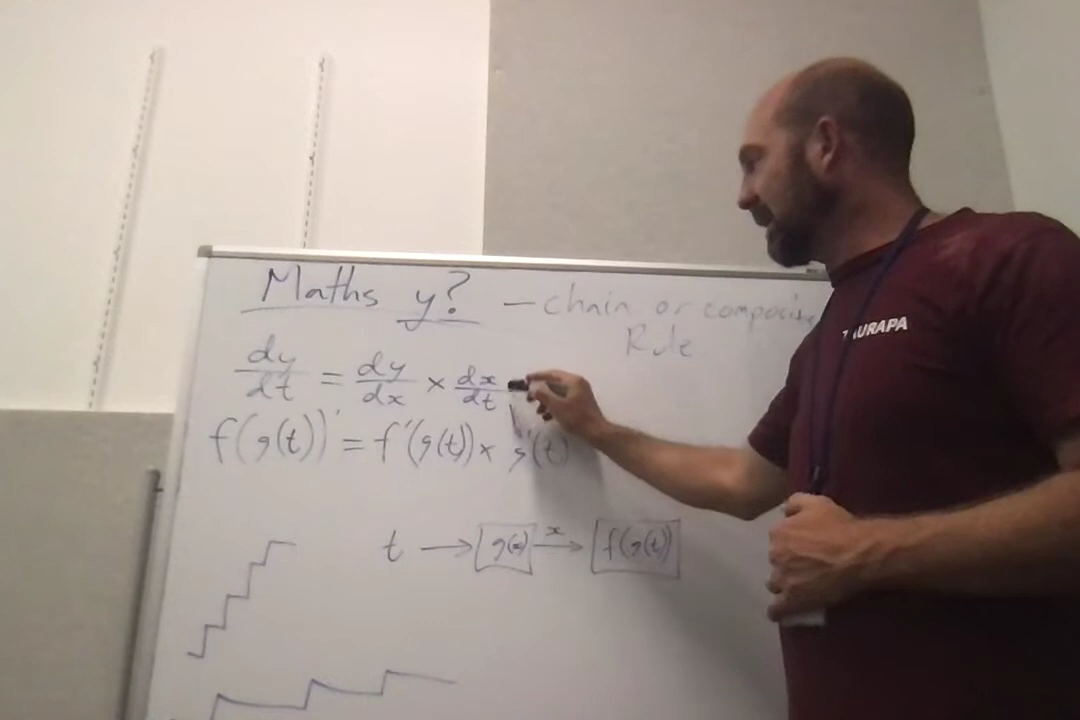 Maths y? — chain or composite
Rule
dy/dt = dy/dx × dx/dt
f(g(t))' = f'(g(t)) × g'(t)
t → g(x) x → f(g(t))
URAPA